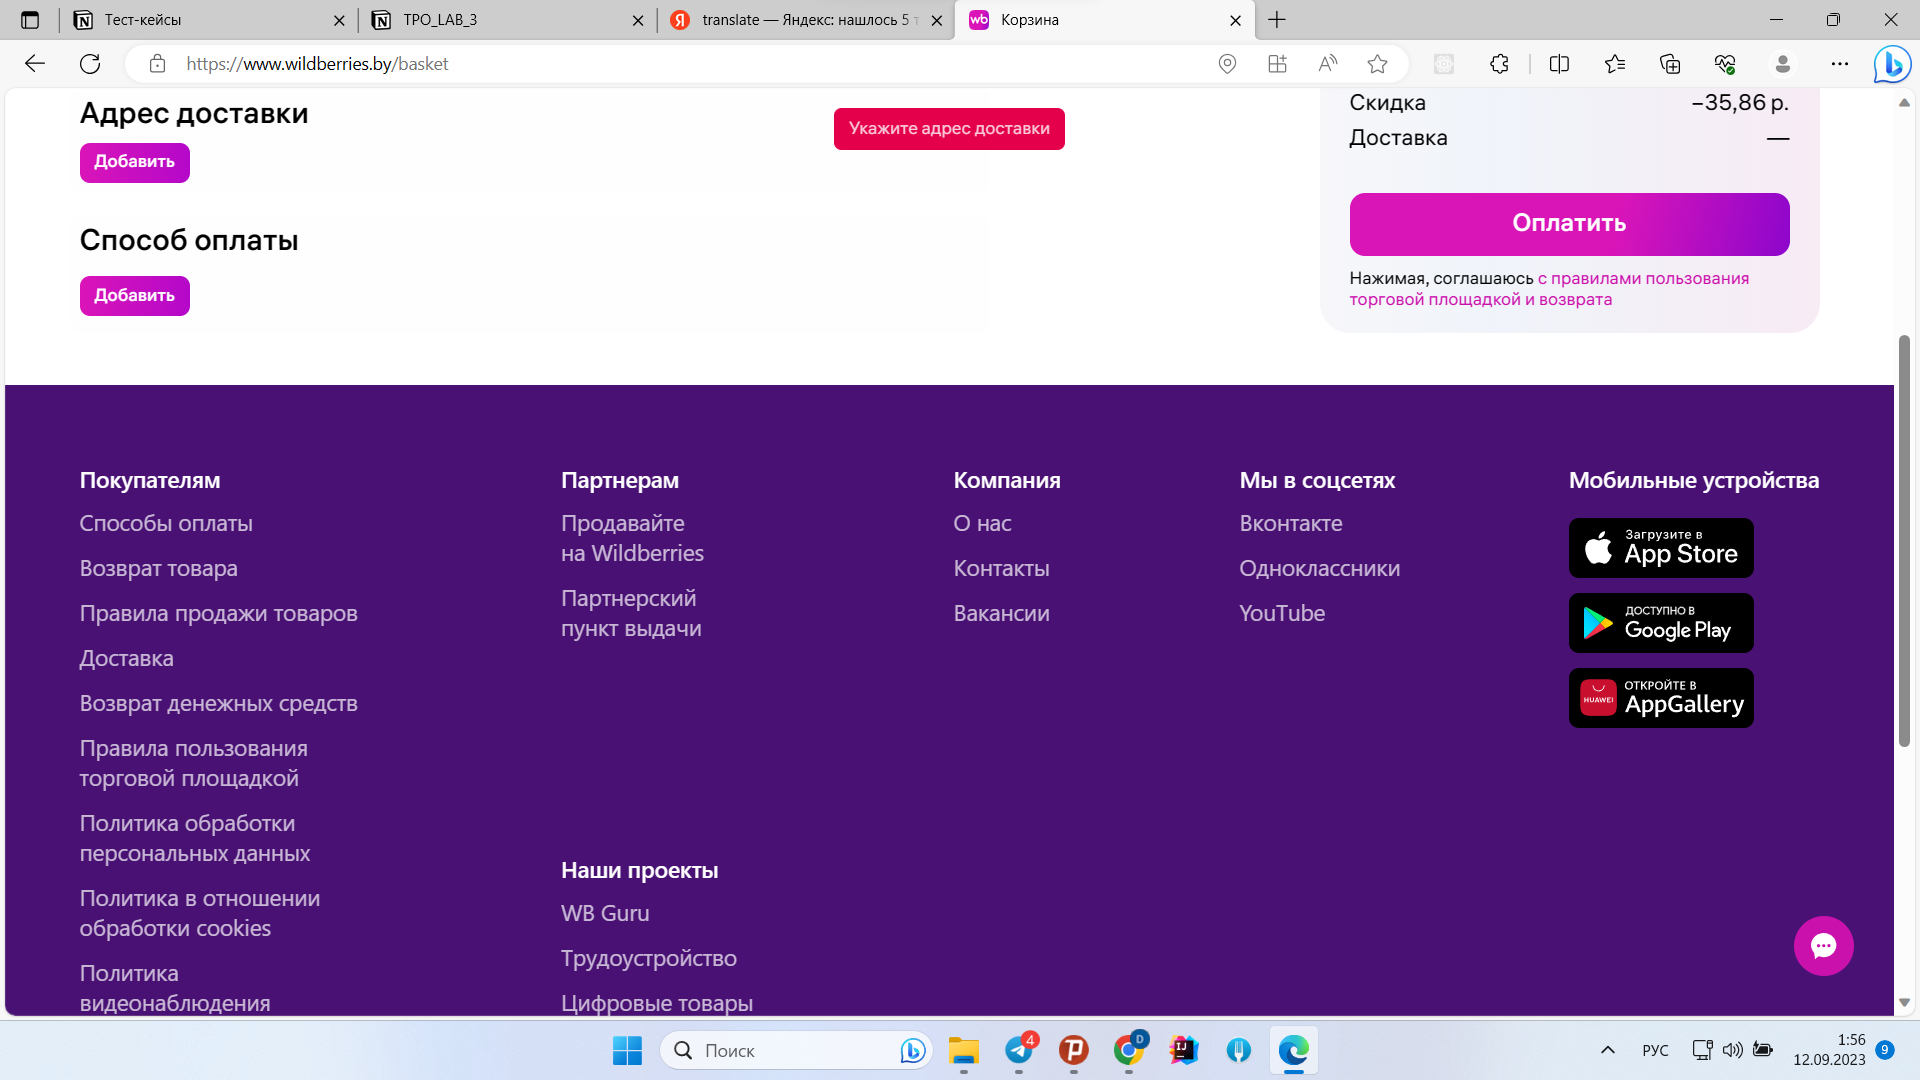 Тест-кейсы
TPO_LAB_3
translate — Яндекс: нашлось 5 т
Корзина
https://www.wildberries.by/basket
Адрес доставки
Укажите адрес доставки
Добавить
Способ оплаты
Добавить
Скидка −35,86 р.
Доставка —
Оплатить
Нажимая, соглашаюсь с правилами пользования
торговой площадкой и возврата
Покупателям
Способы оплаты
Возврат товара
Правила продажи товаров
Доставка
Возврат денежных средств
Правила пользования
торговой площадкой
Политика обработки
персональных данных
Политика в отношении
обработки cookies
Политика
видеонаблюдения
Партнерам
Продавайте
на Wildberries
Партнерский
пункт выдачи
Наши проекты
WB Guru
Трудоустройство
Цифровые товары
Компания
О нас
Контакты
Вакансии
Мы в соцсетях
Вконтакте
Одноклассники
YouTube
Мобильные устройства
Загрузите в
App Store
ДОСТУПНО В
Google Play
HUAWEI
ОТКРОЙТЕ В
AppGallery
Поиск
4
D
РУС
1:56
12.09.2023
9